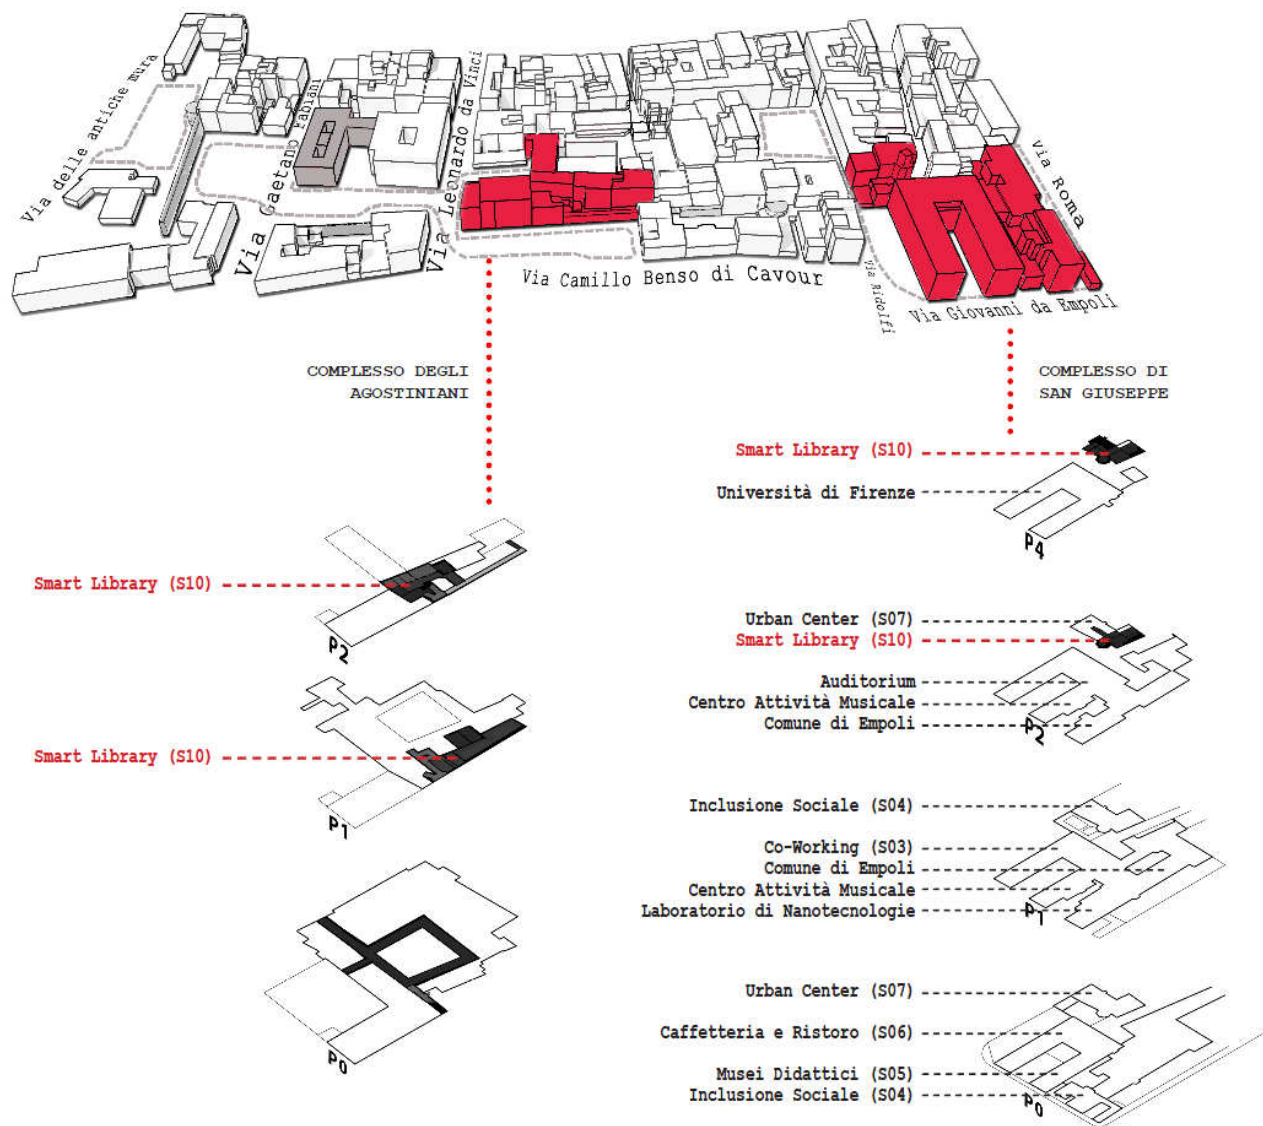 Via delle antiche mura
Via Gaetano Fabiani
Via Leonardo da Vinci
Via Camillo Benso di Cavour
Via Ridolfi
Via Giovanni da Empoli
Via Roma
COMPLESSO DEGLI
AGOSTINIANI
COMPLESSO DI
SAN GIUSEPPE
Smart Library (S10)
P2
Smart Library (S10)
P1
P0
Smart Library (S10)
Università di Firenze
P4
Urban Center (S07)
Smart Library (S10)
Auditorium
Centro Attività Musicale
Comune di Empoli
P2
Inclusione Sociale (S04)
Co-Working (S03)
Comune di Empoli
Centro Attività Musicale
Laboratorio di Nanotecnologie
P1
Urban Center (S07)
Caffetteria e Ristoro (S06)
Musei Didattici (S05)
Inclusione Sociale (S04)
P0